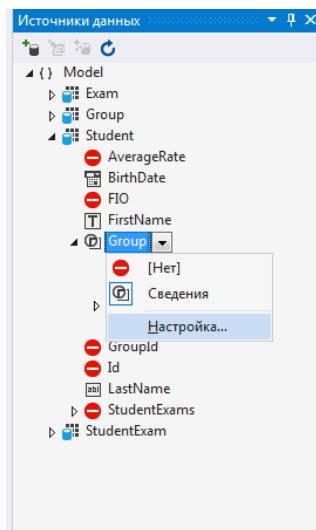 Источники данных
{ } Model
Exam
Group
Student
AverageRate
BirthDate
FIO
FirstName
Group
[Нет]
Сведения
Настройка...
GroupId
Id
LastName
StudentExams
StudentExam